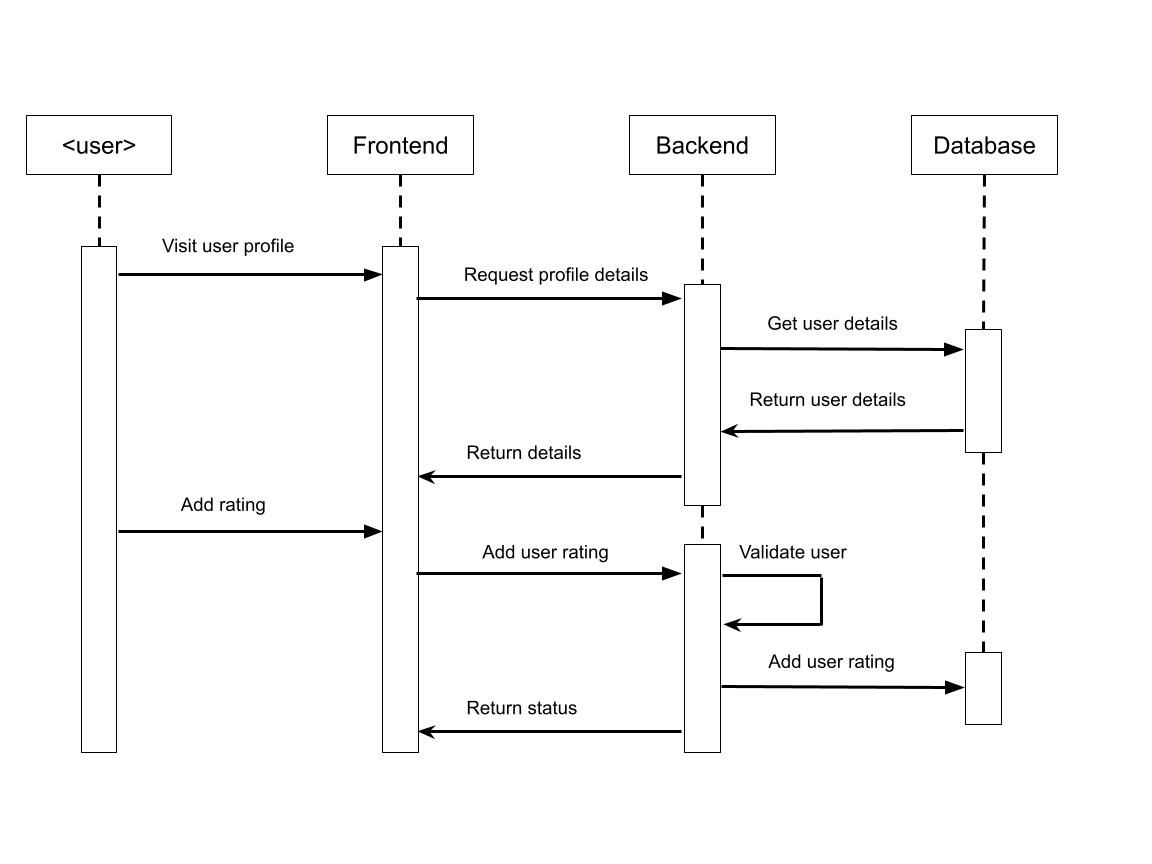 <user>
Frontend
Backend
Database
Visit user profile
Request profile details
Get user details
Return user details
Return details
Add rating
Add user rating
Validate user
Add user rating
Return status